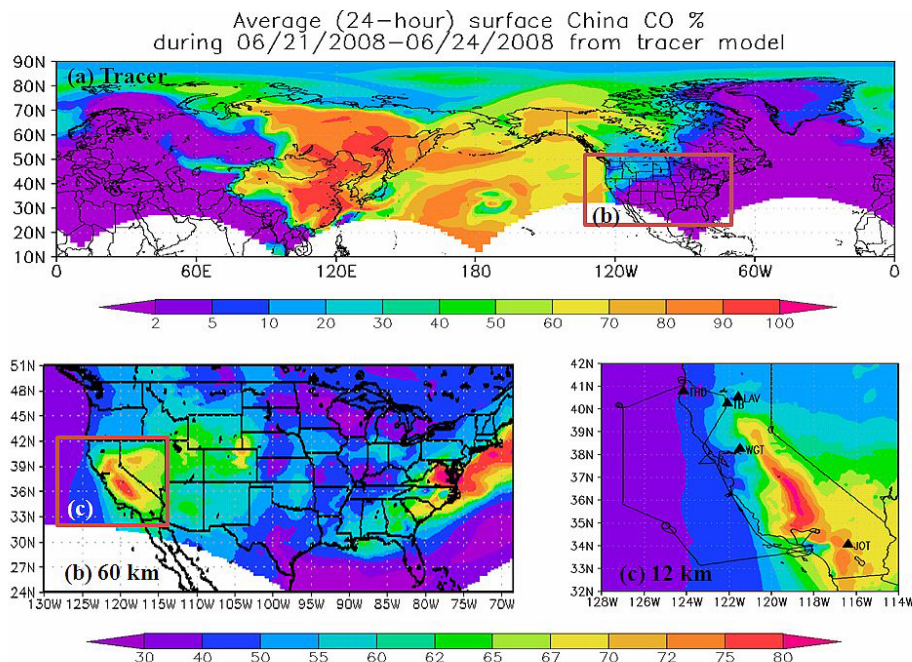 Average (24-hour) surface China CO %
during 06/21/2008-06/24/2008 from tracer model
(a) Tracer
90N
80N
70N
60N
50N
40N
30N
20N
10N
(b)
0 60E 120E 180 120W 60W 0
2 5 10 20 30 40 50 60 70 80 90 100
51N
48N
45N
42N
39N
36N
33N
30N
27N
24N
(c)
(b) 60 km
130W 125W 120W 115W 110W 105W 100W 95W 90W 85W 80W 75W 70W
42N
41N
40N
39N
38N
37N
36N
35N
34N
33N
32N
THD
LAV
TB
WGT
JOT
(c) 12 km
128W 126W 124W 122W 120W 118W 116W 114W
30 40 50 55 60 62 65 67 70 72 75 80